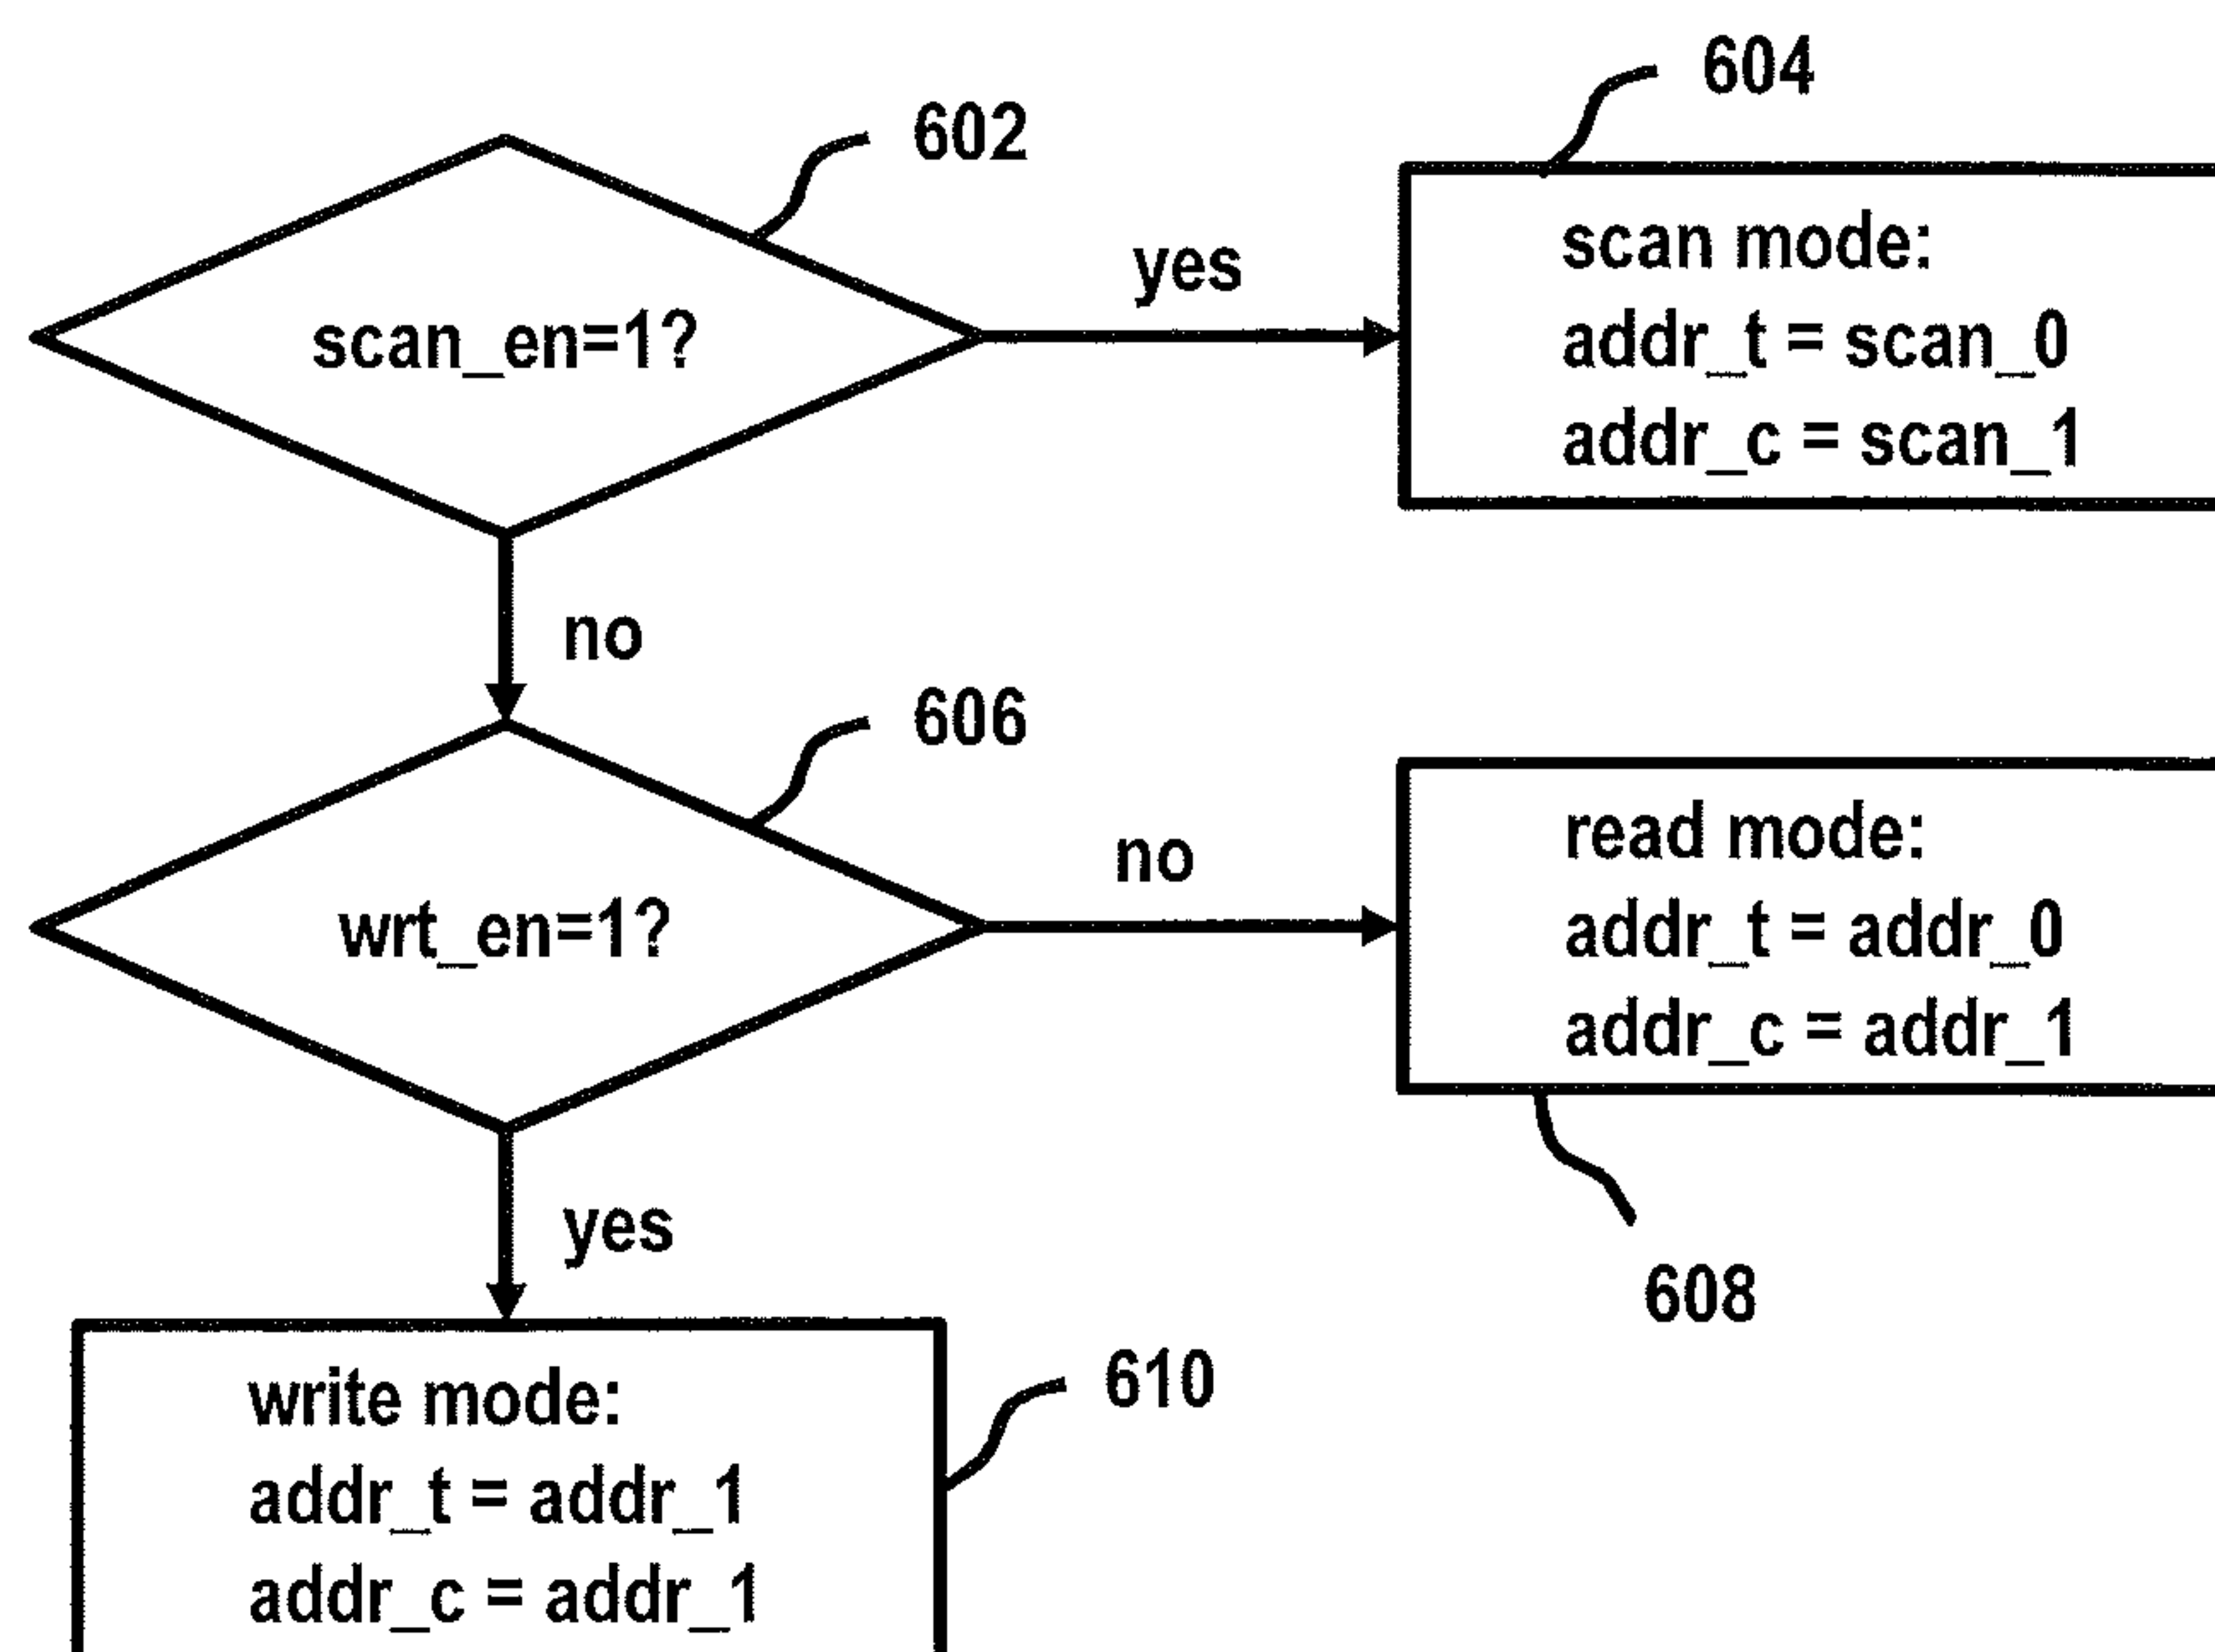 604
602
scan mode:
addr_t = scan_0
addr_c = scan_1
yes
scan_en=1?
no
606
read mode:
addr_t = addr_0
addr_c = addr_1
no
wrt_en=1?
608
yes
610
write mode:
addr_t = addr_1
addr_c = addr_1